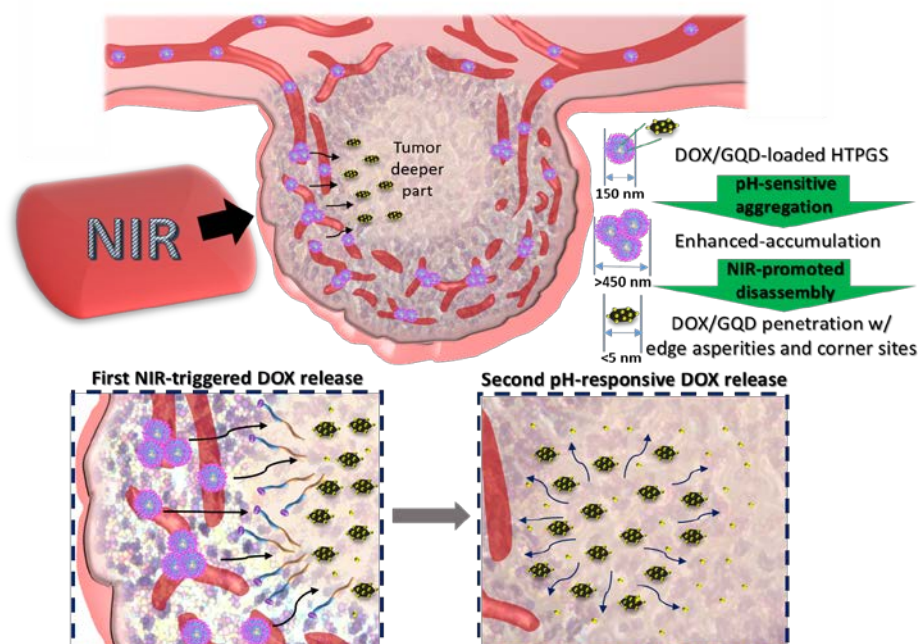 Tumor
deeper
part
NIR
DOX/GQD-loaded HTPGS
150 nm
pH-sensitive
aggregation
Enhanced-accumulation
>450 nm
NIR-promoted
disassembly
DOX/GQD penetration w/
edge asperities and corner sites
<5 nm
First NIR-triggered DOX release
Second pH-responsive DOX release